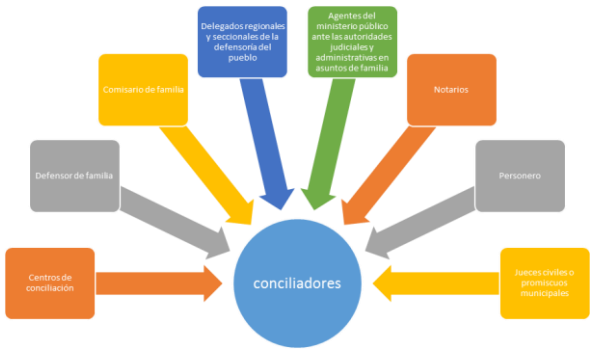 Delegados regionales
y seccionales de la
defensoría del
pueblo
Agentes del
ministerio público
ante las autoridades
judiciales y
administrativas en
asuntos de familia
Comisario de familia
Notarios
Defensor de familia
Personero
Centros de
conciliación
conciliadores
Jueces civiles o
promiscuos
municipales